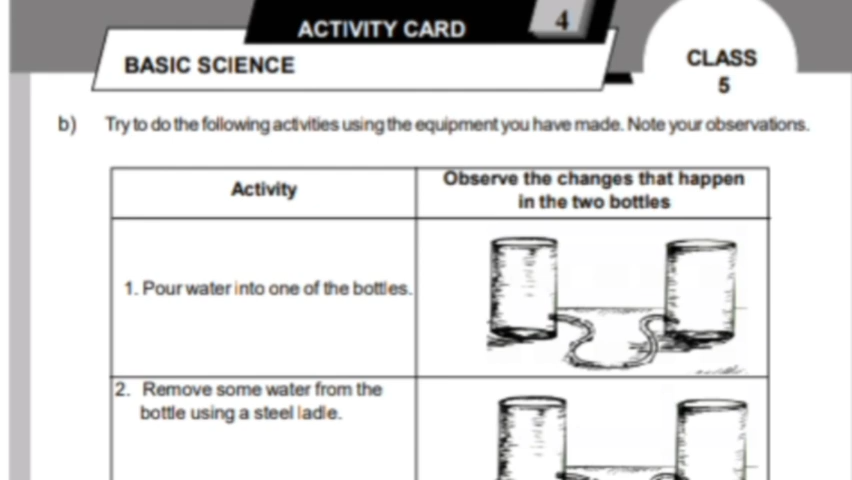 ACTIVITY CARD
4
BASIC SCIENCE
CLASS
5
b) Try to do the following activities using the equipment you have made. Note your observations.
Activity
Observe the changes that happen
in the two bottles
1. Pour water into one of the bottles.
2. Remove some water from the
bottle using a steel ladle.